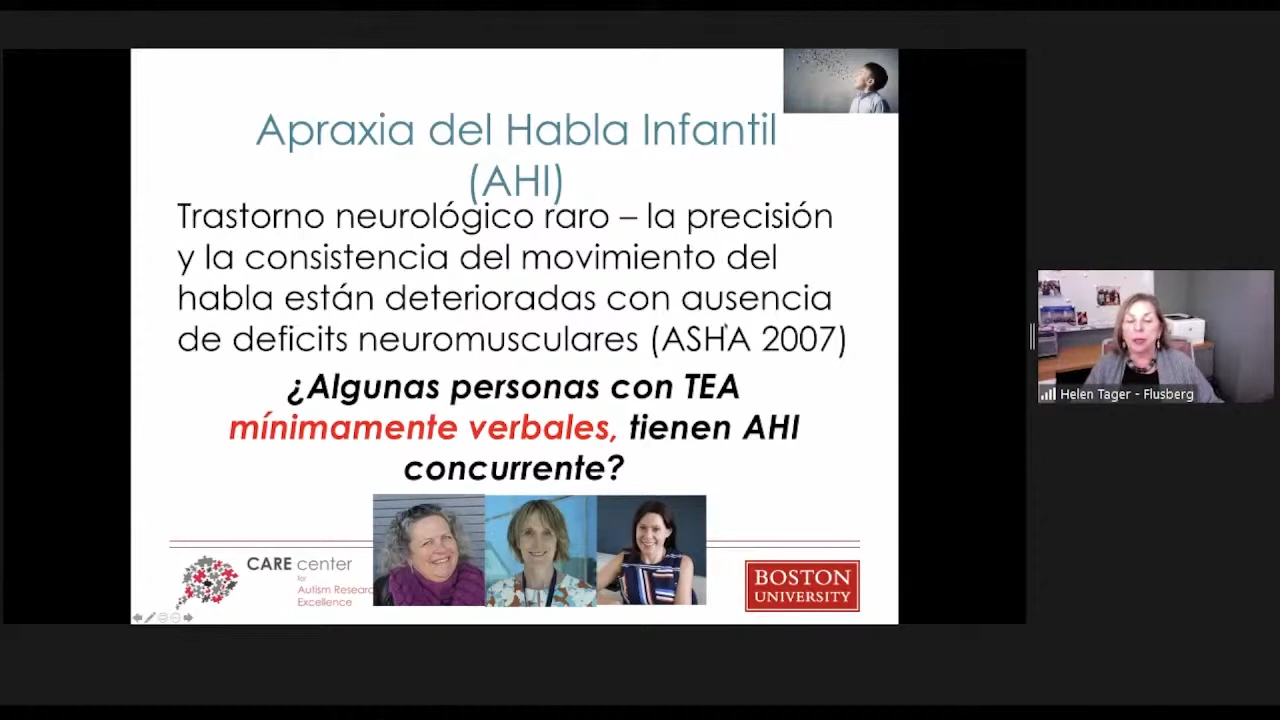 Apraxia del Habla Infantil
(AHI)
Trastorno neurológico raro – la precisión
y la consistencia del movimiento del
habla están deterioradas con ausencia
de deficits neuromusculares (ASHA 2007)
¿Algunas personas con TEA
mínimamente verbales, tienen AHI
concurrente?
CARE center
for
Autism Researc
Excellence
BOSTON
UNIVERSITY
Helen Tager - Flusberg